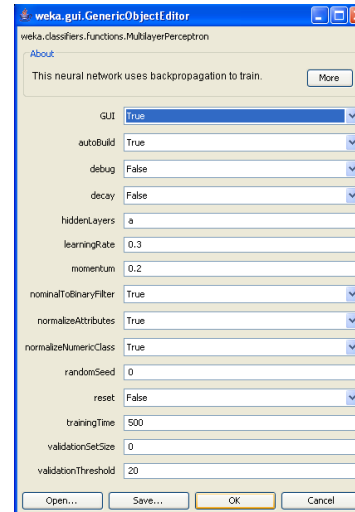 weka.gui.GenericObjectEditor
weka.classifiers.functions.MultilayerPerceptron
About
This neural network uses backpropagation to train.
More
GUI True
autoBuild True
debug False
decay False
hiddenLayers a
learningRate 0.3
momentum 0.2
nominalToBinaryFilter True
normalizeAttributes True
normalizeNumericClass True
randomSeed 0
reset False
trainingTime 500
validationSetSize 0
validationThreshold 20
Open... Save... OK Cancel